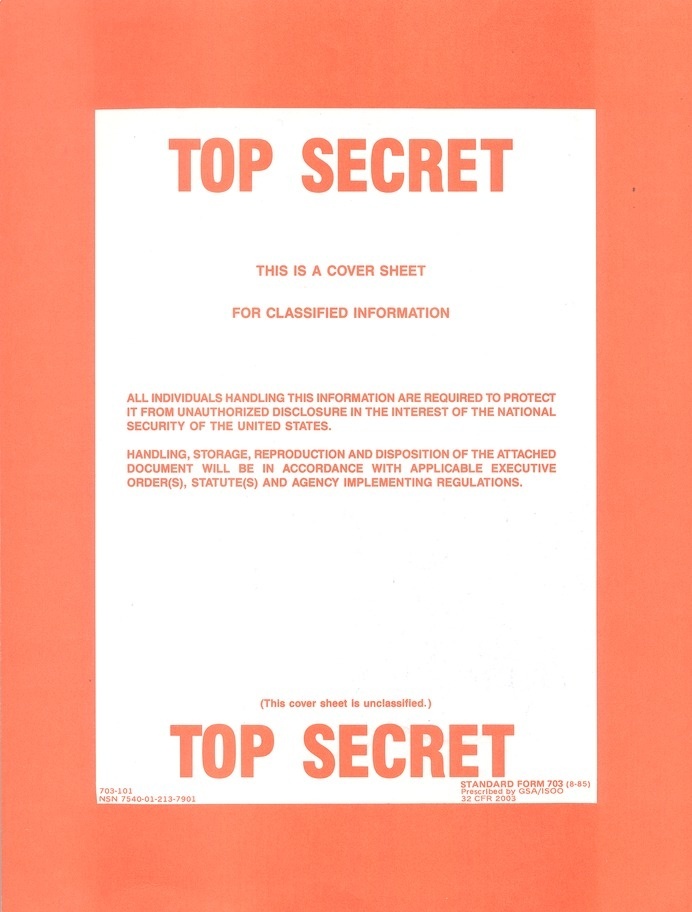 TOP SECRET
THIS IS A COVER SHEET
FOR CLASSIFIED INFORMATION
ALL INDIVIDUALS HANDLING THIS INFORMATION ARE REQUIRED TO PROTECT
IT FROM UNAUTHORIZED DISCLOSURE IN THE INTEREST OF THE NATIONAL
SECURITY OF THE UNITED STATES.
HANDLING, STORAGE, REPRODUCTION AND DISPOSITION OF THE ATTACHED
DOCUMENT WILL BE IN ACCORDANCE WITH APPLICABLE EXECUTIVE
ORDER(S), STATUTE(S) AND AGENCY IMPLEMENTING REGULATIONS.
(This cover sheet is unclassified.)
TOP SECRET
703-101
NSN 7540-01-213-7901
STANDARD FORM 703 (8-85)
Prescribed by GSA/ISOO
32 CFR 2003